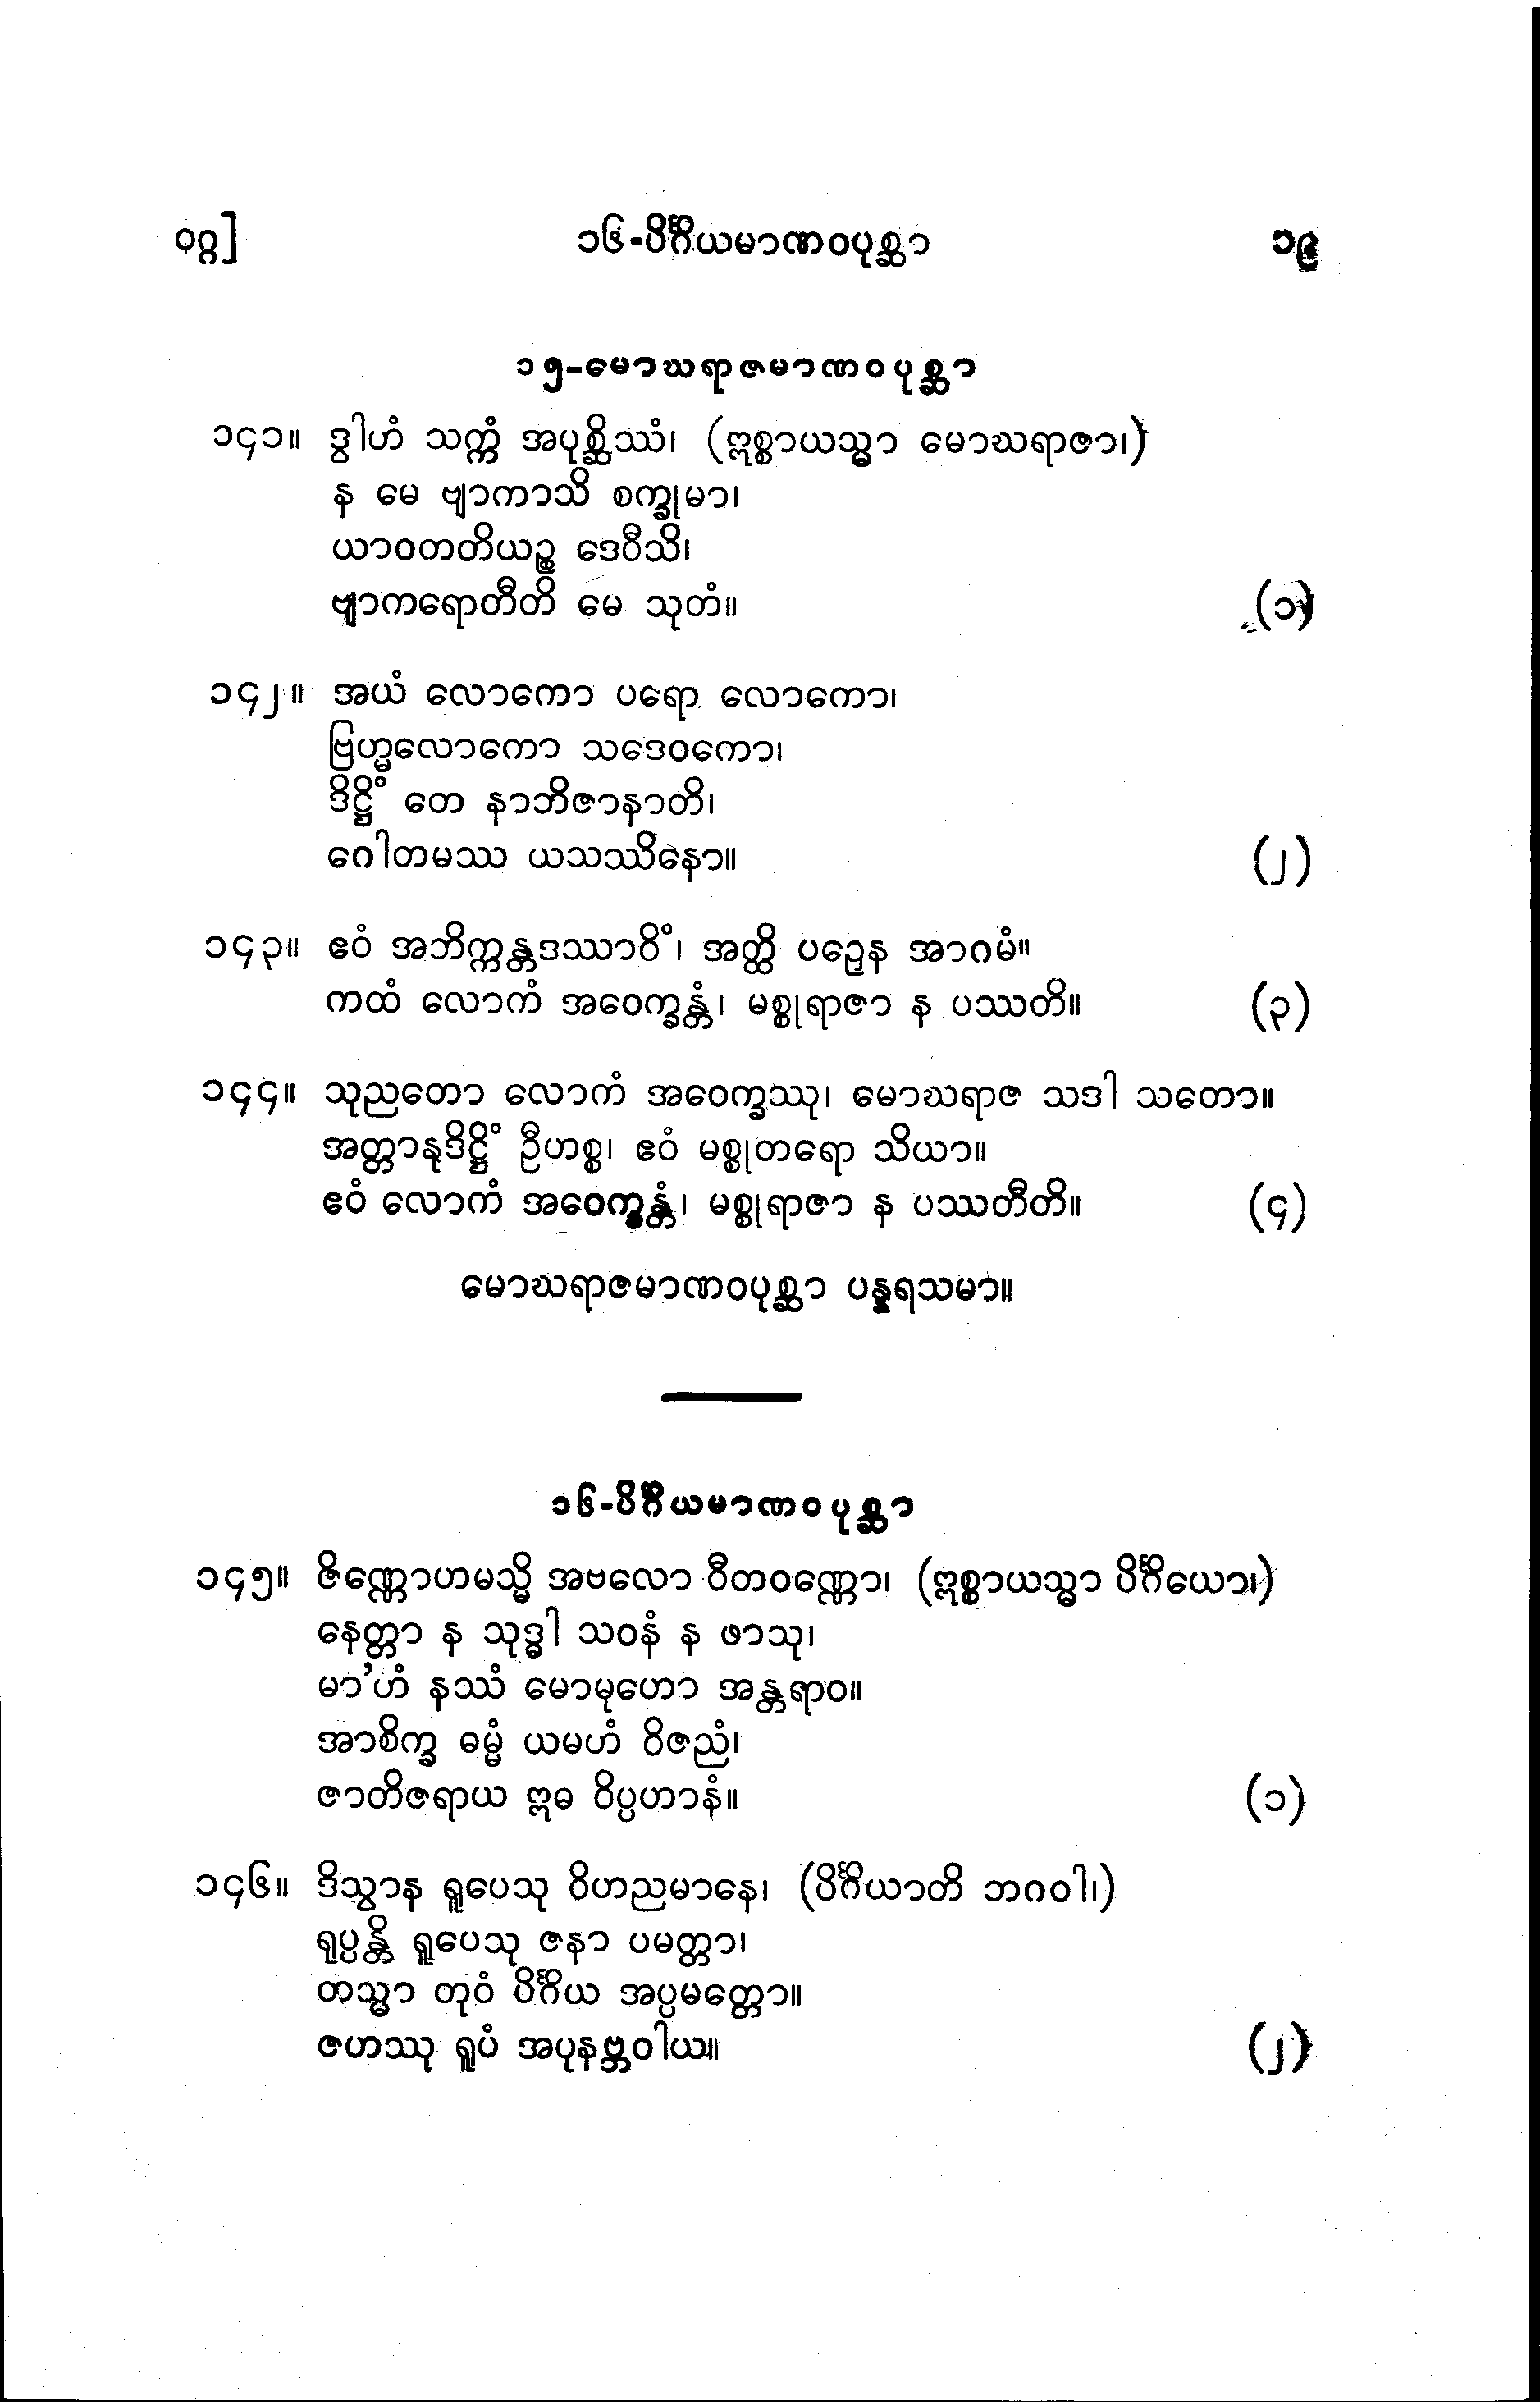 ဝဂ္ဂ] ၁၆-ပိင်္ဂိယမာဏဝပုစ္ဆာ ၁၉
၁၅-မောဃရာဇမာဏဝပုစ္ဆာ
၁၄၁။ ဒွါဟံ သက္ကံ အပုစ္ဆိဿံ၊ (ဣစ္စာယသ္မာ မောဃရာဇာ၊)
န မေ ဗျာကာသိ စက္ခုမာ၊
ယာဝတတိယဉ္စ ဒေဝီသိ၊
ဗျာကရောတီတိ မေ သုတံ။ (၁)
၁၄၂။ အယံ လောကော ပရော လောကော၊
ဗြဟ္မလောကော သဒေဝကော၊
ဒိဋ္ဌိံ တေ နာဘိဇာနာတိ၊
ဂေါတမဿ ယသဿိနော။ (၂)
၁၄၃။ ဧဝံ အဘိက္ကန္တဒဿာဝိံ၊ အတ္ထိ ပဉှေန အာဂမံ။
ကထံ လောကံ အဝေက္ခန္တံ၊ မစ္စုရာဇာ န ပဿတိ။ (၃)
၁၄၄။ သုညတော လောကံ အဝေက္ခဿု၊ မောဃရာဇ သဒါ သတော။
အတ္တာနုဒိဋ္ဌိံ ဦဟစ္စ၊ ဧဝံ မစ္စုတရော သိယာ။
ဧဝံ လောကံ အဝေက္ခန္တံ၊ မစ္စုရာဇာ န ပဿတီတိ။ (၄)
မောဃရာဇမာဏဝပုစ္ဆာ ပန္နရသမာ။
၁၆-ပိင်္ဂိယမာဏဝပုစ္ဆာ
၁၄၅။ ဇိဏ္ဏောဟမသ္မိ အဗလော ဝီတဝဏ္ဏော၊ (ဣစ္စာယသ္မာ ပိင်္ဂိယော၊)
နေတ္တာ န သုဒ္ဓါ သဝနံ န ဖာသု၊
မာ’ဟံ နဿံ မောမုဟော အန္တရာဝ။
အာစိက္ခ ဓမ္မံ ယမဟံ ဝိဇညံ၊
ဇာတိဇရာယ ဣဓ ဝိပ္ပဟာနံ။ (၁)
၁၄၆။ ဒိသွာန ရူပေသု ဝိဟညမာနေ၊ (ပိင်္ဂိယာတိ ဘဂဝါ၊)
ရုပ္ပန္တိ ရူပေသု ဇနာ ပမတ္တာ၊
တသ္မာ တုဝံ ပိင်္ဂိယ အပ္ပမတ္တော။
ဇဟဿု ရူပံ အပုနဗ္ဘဝါယ။ (၂)